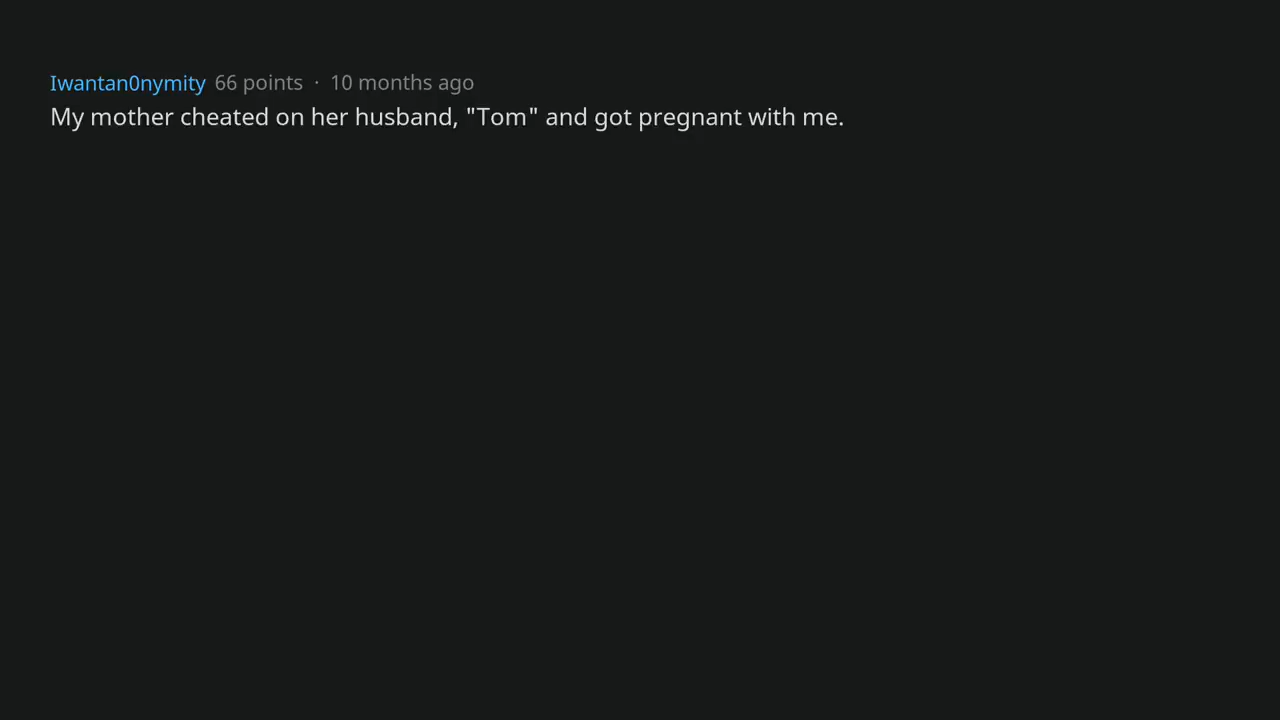 Iwantan0nymity 66 points · 10 months ago
My mother cheated on her husband, "Tom" and got pregnant with me.